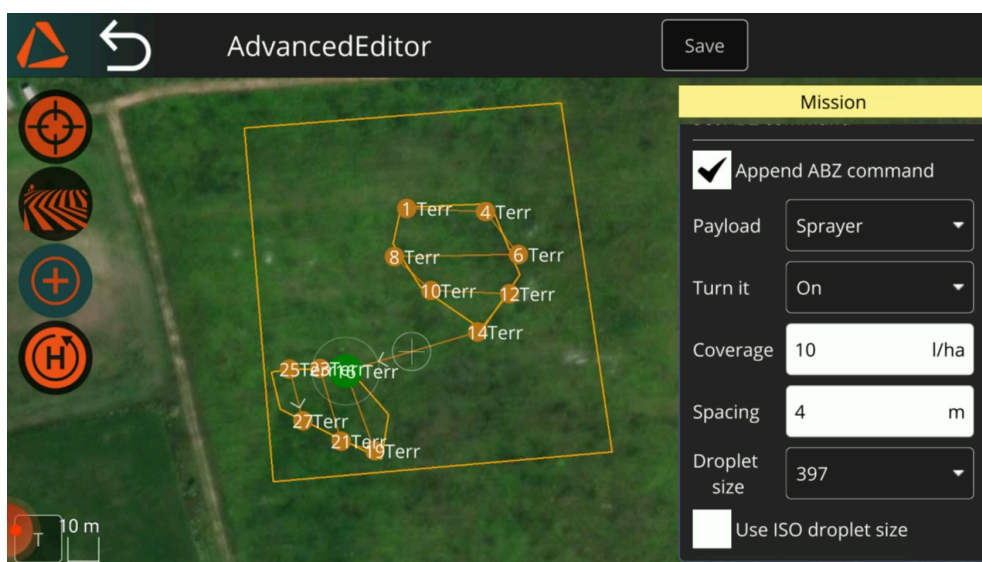 AdvancedEditor
Save
Mission
Append ABZ command
Payload Sprayer
Turn it On
Coverage 10 l/ha
Spacing 4 m
Droplet size 397
Use ISO droplet size
1 Terr
4 Terr
8 Terr
6 Terr
10Terr
12Terr
14Terr
Terr
27Terr
21Terr
19Terr
H
T
10 m